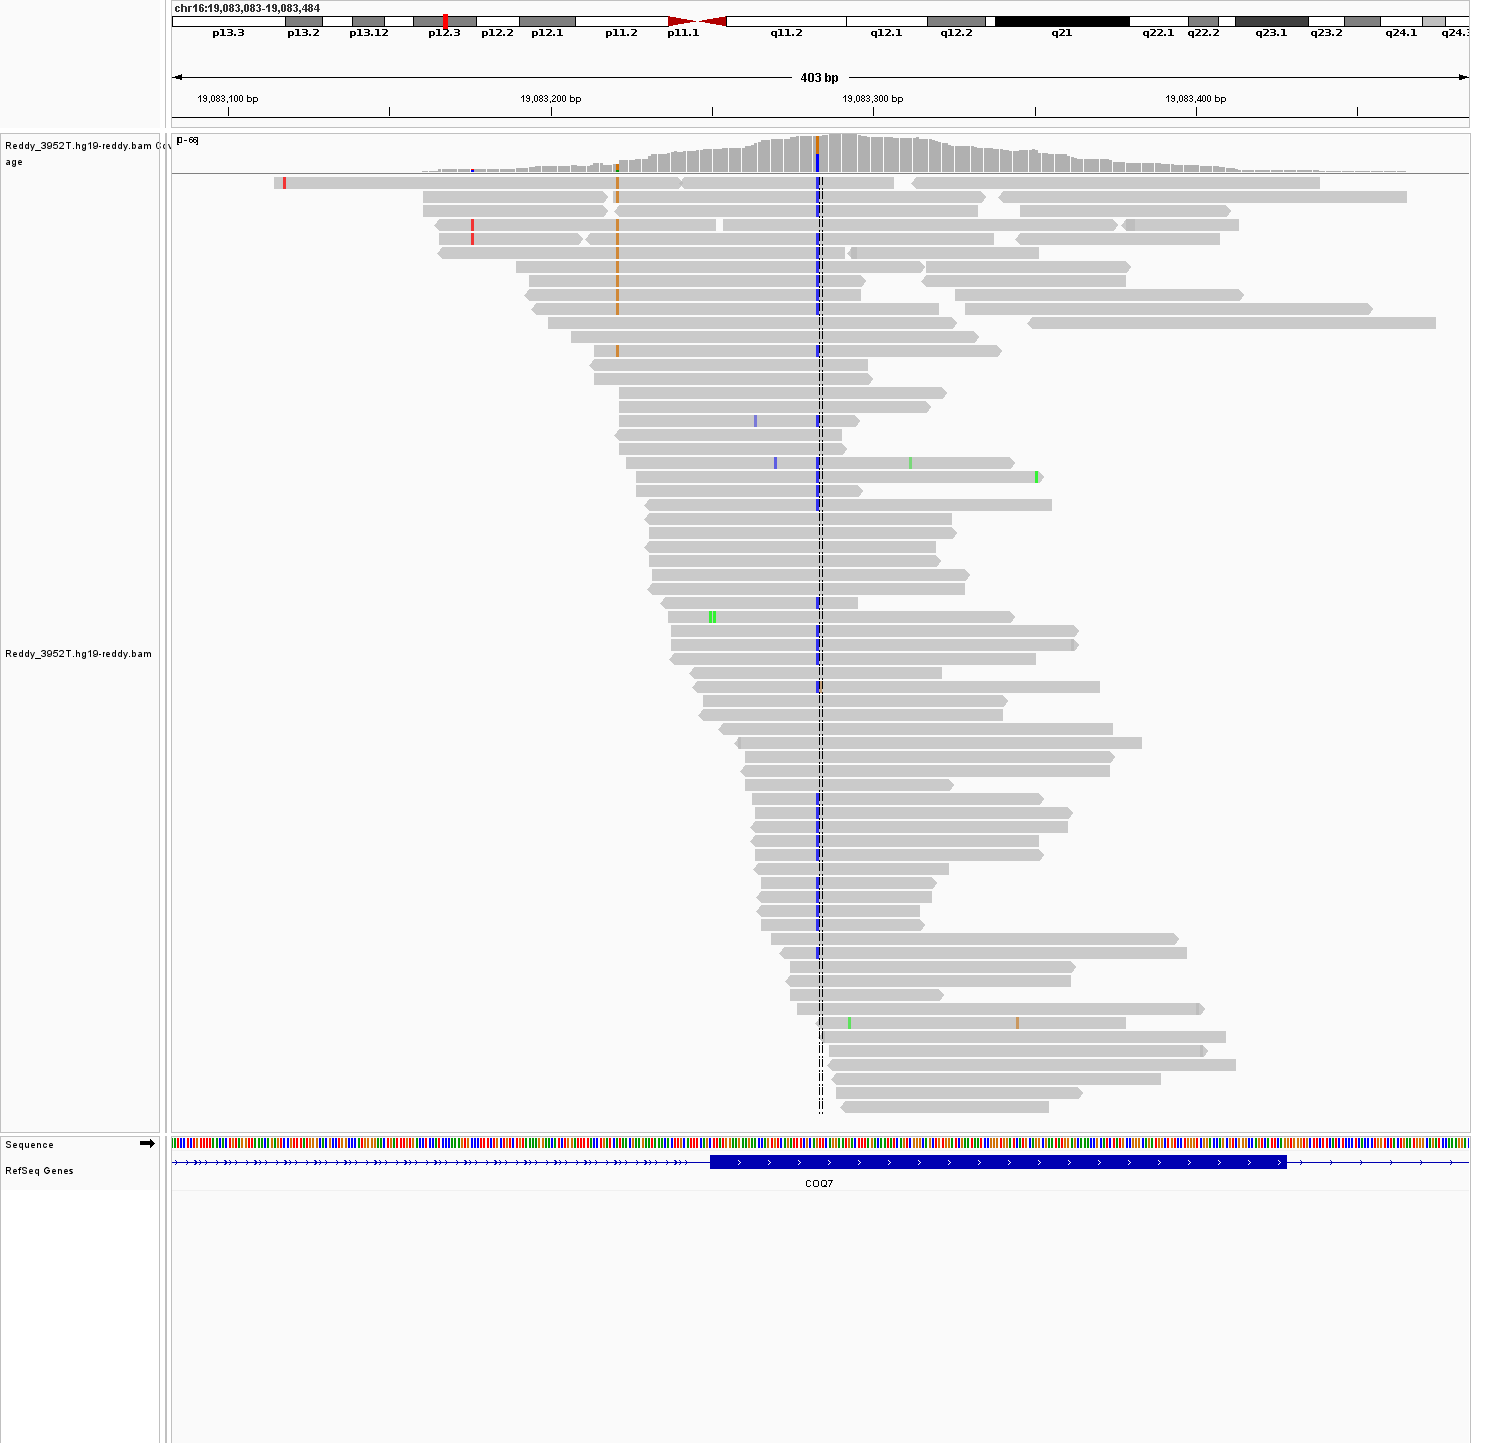 chr16:19,083,083-19,083,484
p13.3 p13.2 p13.12 p12.3 p12.2 p12.1 p11.2 p11.1 q11.2 q12.1 q12.2 q21 q22.1 q22.2 q23.1 q23.2 q24.1 q24.3
403 bp
19,083,100 bp 19,083,200 bp 19,083,300 bp 19,083,400 bp
[0-66]
Reddy_3952T.hg19-reddy.bam Cov
age
Reddy_3952T.hg19-reddy.bam
Sequence
RefSeq Genes
COQ7